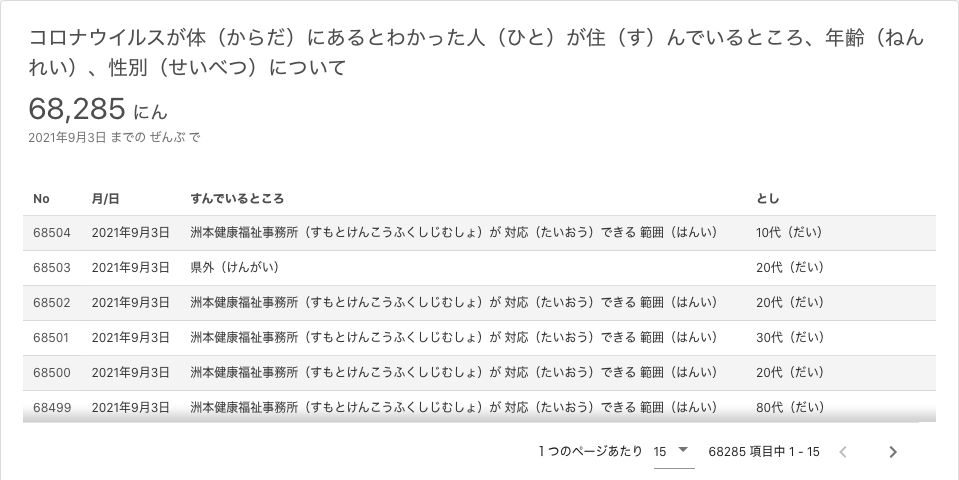 コロナウイルスが体（からだ）にあるとわかった人（ひと）が住（す）んでいるところ、年齢（ねん
れい）、性別（せいべつ）について
68,285 にん
2021年9月3日 までの ぜんぶ で
No 月/日 すんでいるところ とし
68504 2021年9月3日 洲本健康福祉事務所（すもとけんこうふくしじむしょ）が 対応（たいおう）できる 範囲（はんい） 10代（だい）
68503 2021年9月3日 県外（けんがい） 20代（だい）
68502 2021年9月3日 洲本健康福祉事務所（すもとけんこうふくしじむしょ）が 対応（たいおう）できる 範囲（はんい） 20代（だい）
68501 2021年9月3日 洲本健康福祉事務所（すもとけんこうふくしじむしょ）が 対応（たいおう）できる 範囲（はんい） 30代（だい）
68500 2021年9月3日 洲本健康福祉事務所（すもとけんこうふくしじむしょ）が 対応（たいおう）できる 範囲（はんい） 20代（だい）
68499 2021年9月3日 洲本健康福祉事務所（すもとけんこうふくしじむしょ）が 対応（たいおう）できる 範囲（はんい） 80代（だい）
1 つのページあたり 15 68285 項目中 1 - 15